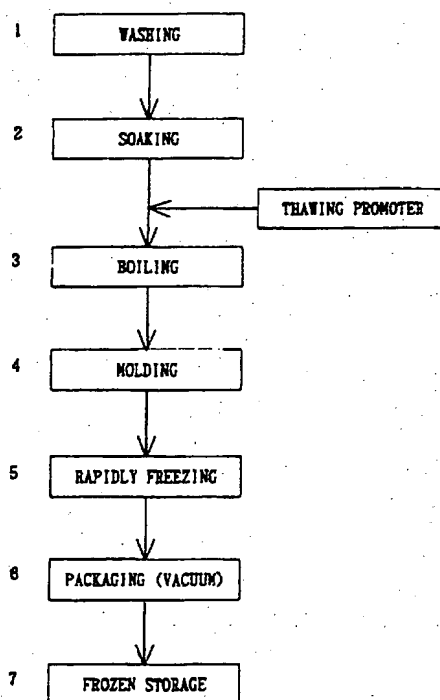 1 WASHING
2 SOAKING
THAWING PROMOTER
3 BOILING
4 MOLDING
5 RAPIDLY FREEZING
6 PACKAGING (VACUUM)
7 FROZEN STORAGE